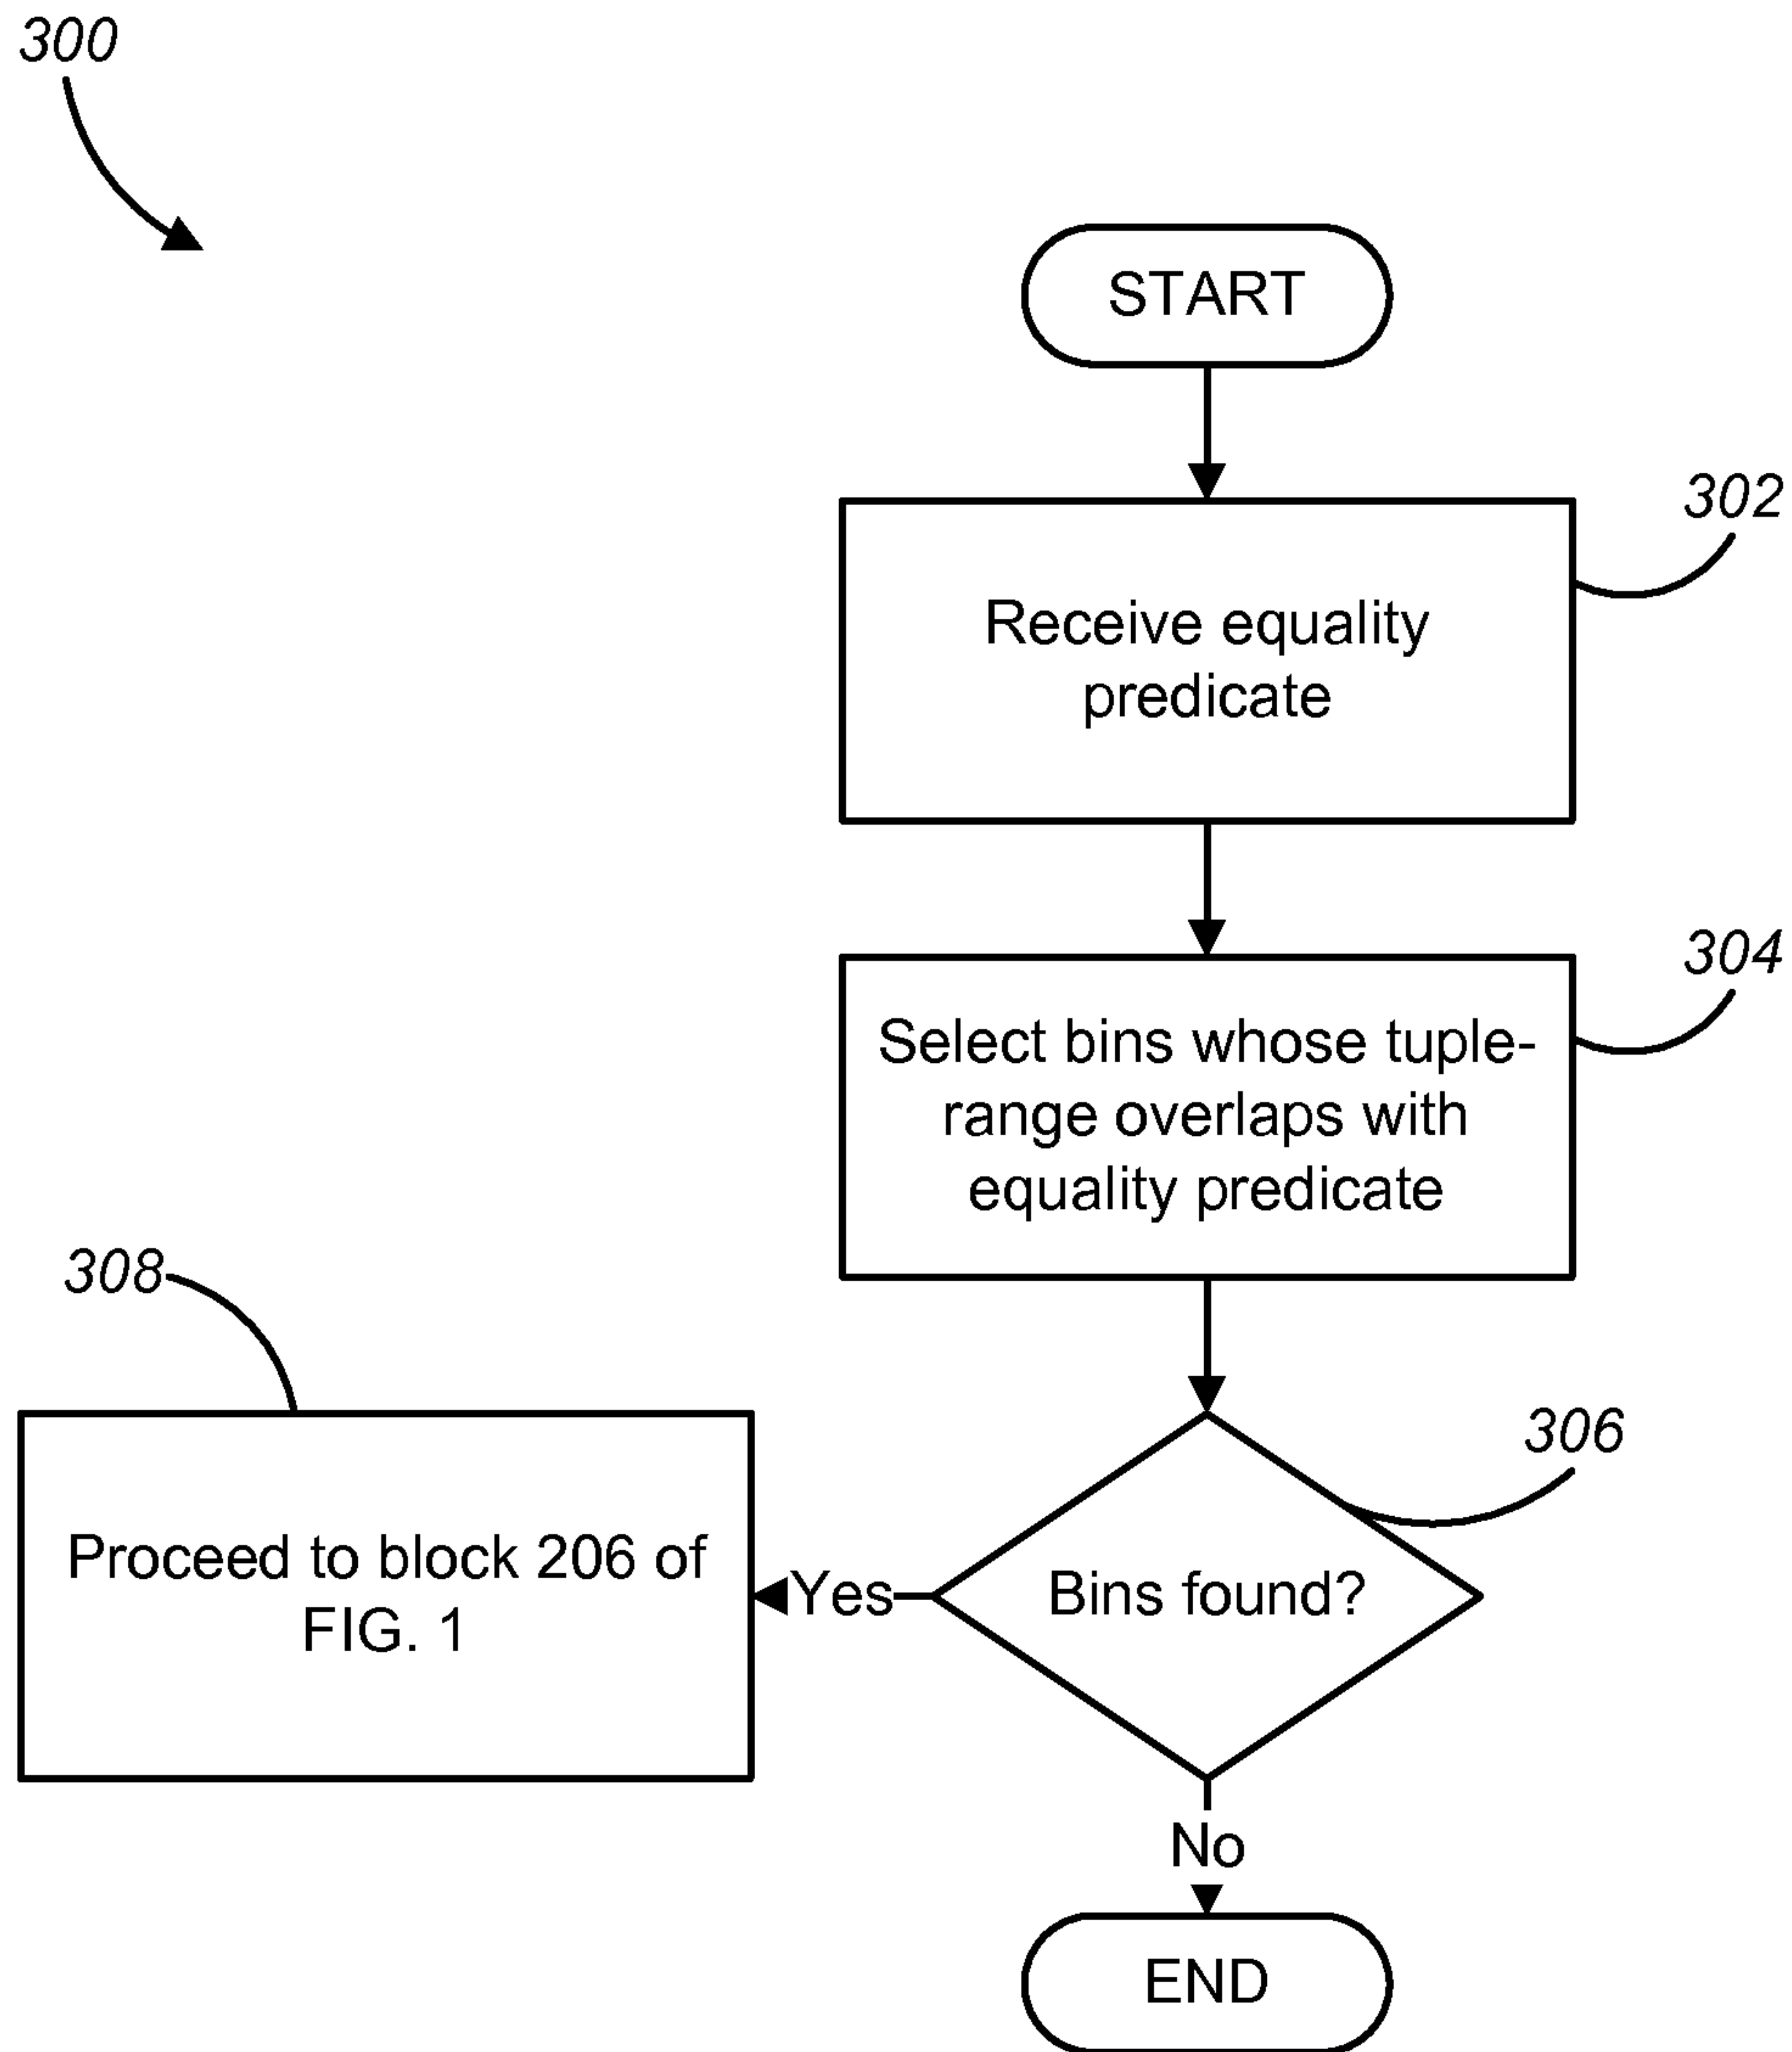 300
START
302
Receive equality
predicate
304
Select bins whose tuple-
range overlaps with
equality predicate
308
306
Proceed to block 206 of
FIG. 1
Yes
Bins found?
No
END